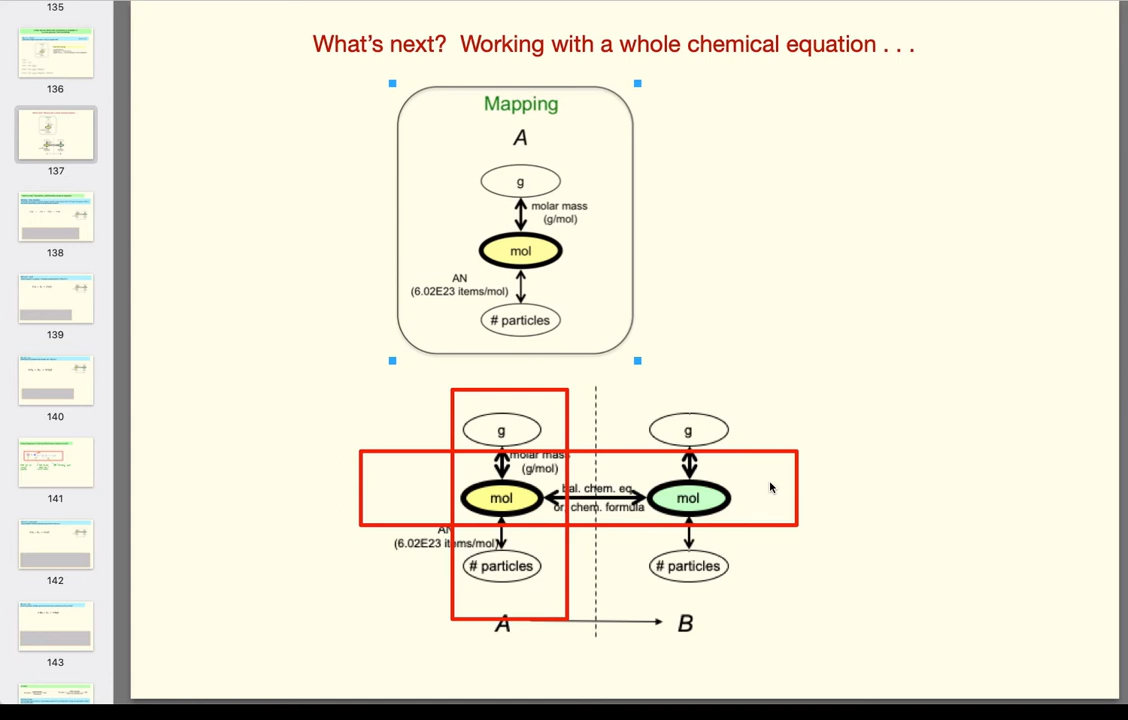 135
136
137
138
139
140
141
142
143
What's next? Working with a whole chemical equation . . .
Mapping
A
g
molar mass
(g/mol)
mol
AN
(6.02E23 items/mol)
# particles
g
g
molar mass
(g/mol)
bal. chem. eq.
mol
mol
or. chem. formula
AN
(6.02E23 items/mol)
# particles
# particles
A
B